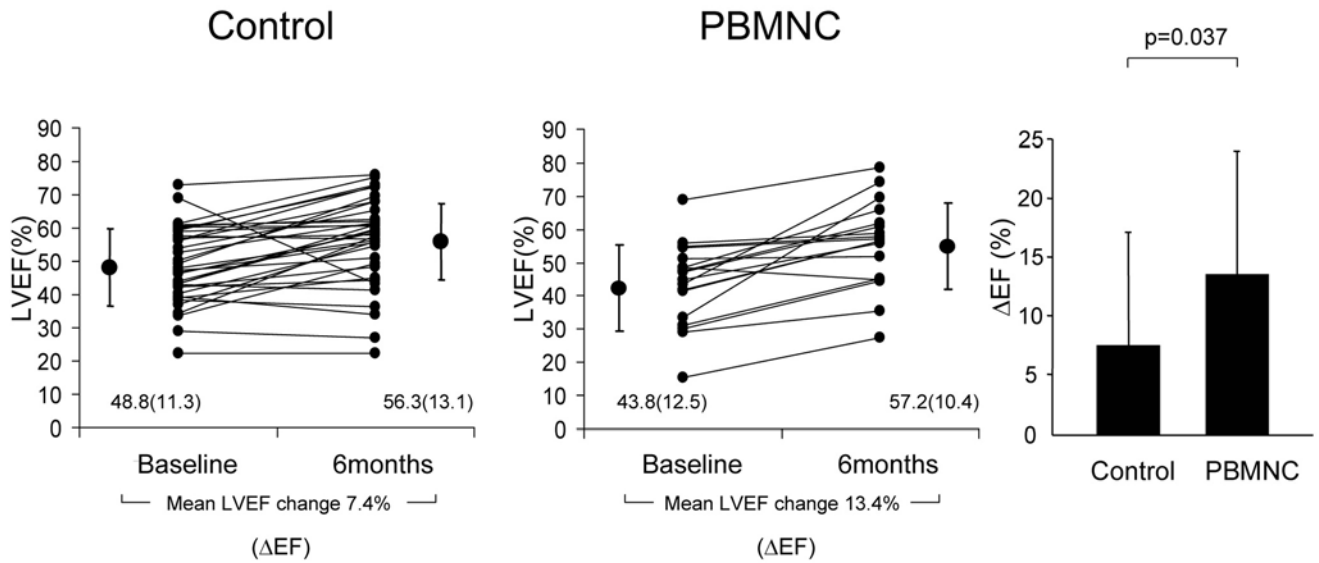 Control
LVEF(%)
90
80
70
60
50
40
30
20
10
0
48.8(11.3)
56.3(13.1)
Baseline
6months
Mean LVEF change 7.4%
(ΔEF)
PBMNC
LVEF(%)
90
80
70
60
50
40
30
20
10
0
43.8(12.5)
57.2(10.4)
Baseline
6months
Mean LVEF change 13.4%
(ΔEF)
p=0.037
ΔEF (%)
25
20
15
10
5
0
Control
PBMNC